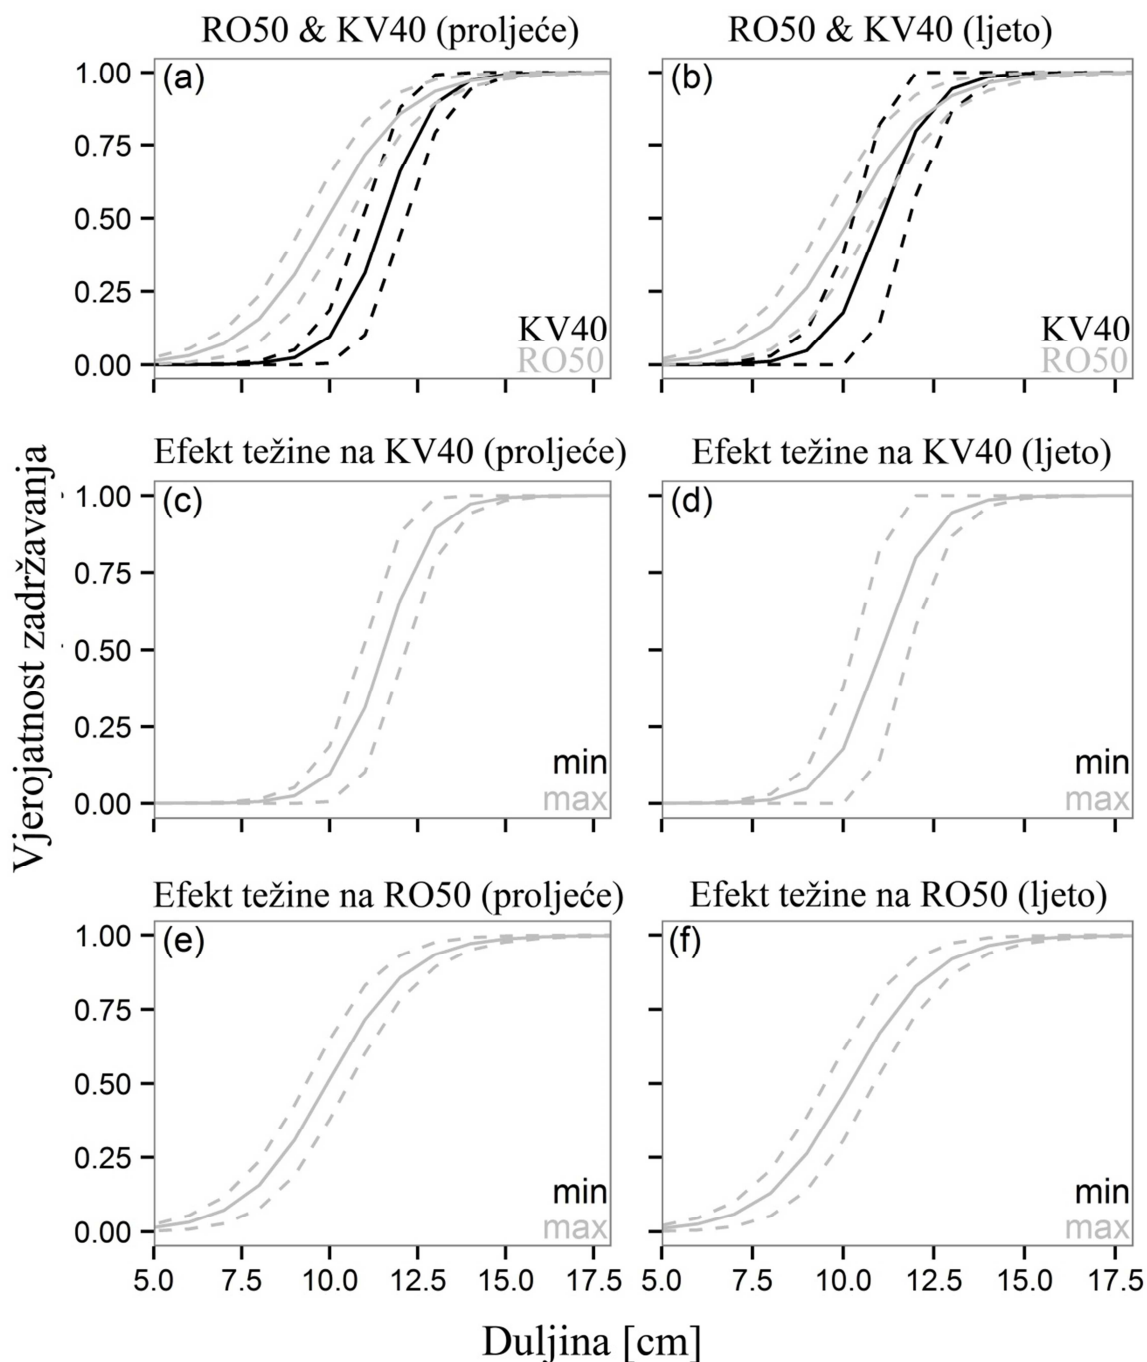 RO50 & KV40 (proljeće)
RO50 & KV40 (ljeto)
(a)
1.00
0.75
0.50
0.25
0.00
KV40
RO50
(b)
KV40
RO50
Vjerojatnost zadržavanja
Efekt težine na KV40 (proljeće)
Efekt težine na KV40 (ljeto)
(c)
1.00
0.75
0.50
0.25
0.00
min
max
(d)
min
max
Efekt težine na RO50 (proljeće)
Efekt težine na RO50 (ljeto)
(e)
1.00
0.75
0.50
0.25
0.00
min
max
(f)
min
max
5.0 7.5 10.0 12.5 15.0 17.5
5.0 7.5 10.0 12.5 15.0 17.5
Duljina [cm]